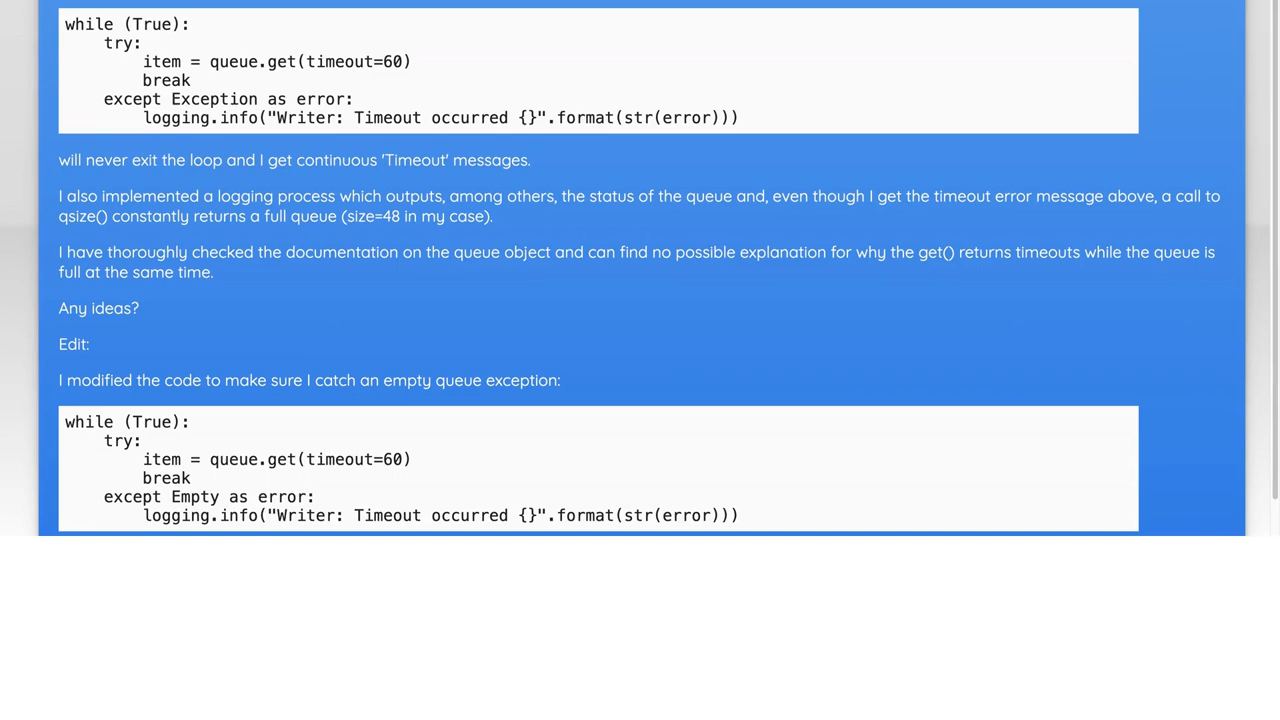 while (True):
    try:
        item = queue.get(timeout=60)
        break
    except Exception as error:
        logging.info("Writer: Timeout occurred {}".format(str(error)))
will never exit the loop and I get continuous 'Timeout' messages.
I also implemented a logging process which outputs, among others, the status of the queue and, even though I get the timeout error message above, a call to
qsize() constantly returns a full queue (size=48 in my case).
I have thoroughly checked the documentation on the queue object and can find no possible explanation for why the get() returns timeouts while the queue is
full at the same time.
Any ideas?
Edit:
I modified the code to make sure I catch an empty queue exception:
while (True):
    try:
        item = queue.get(timeout=60)
        break
    except Empty as error:
        logging.info("Writer: Timeout occurred {}".format(str(error)))